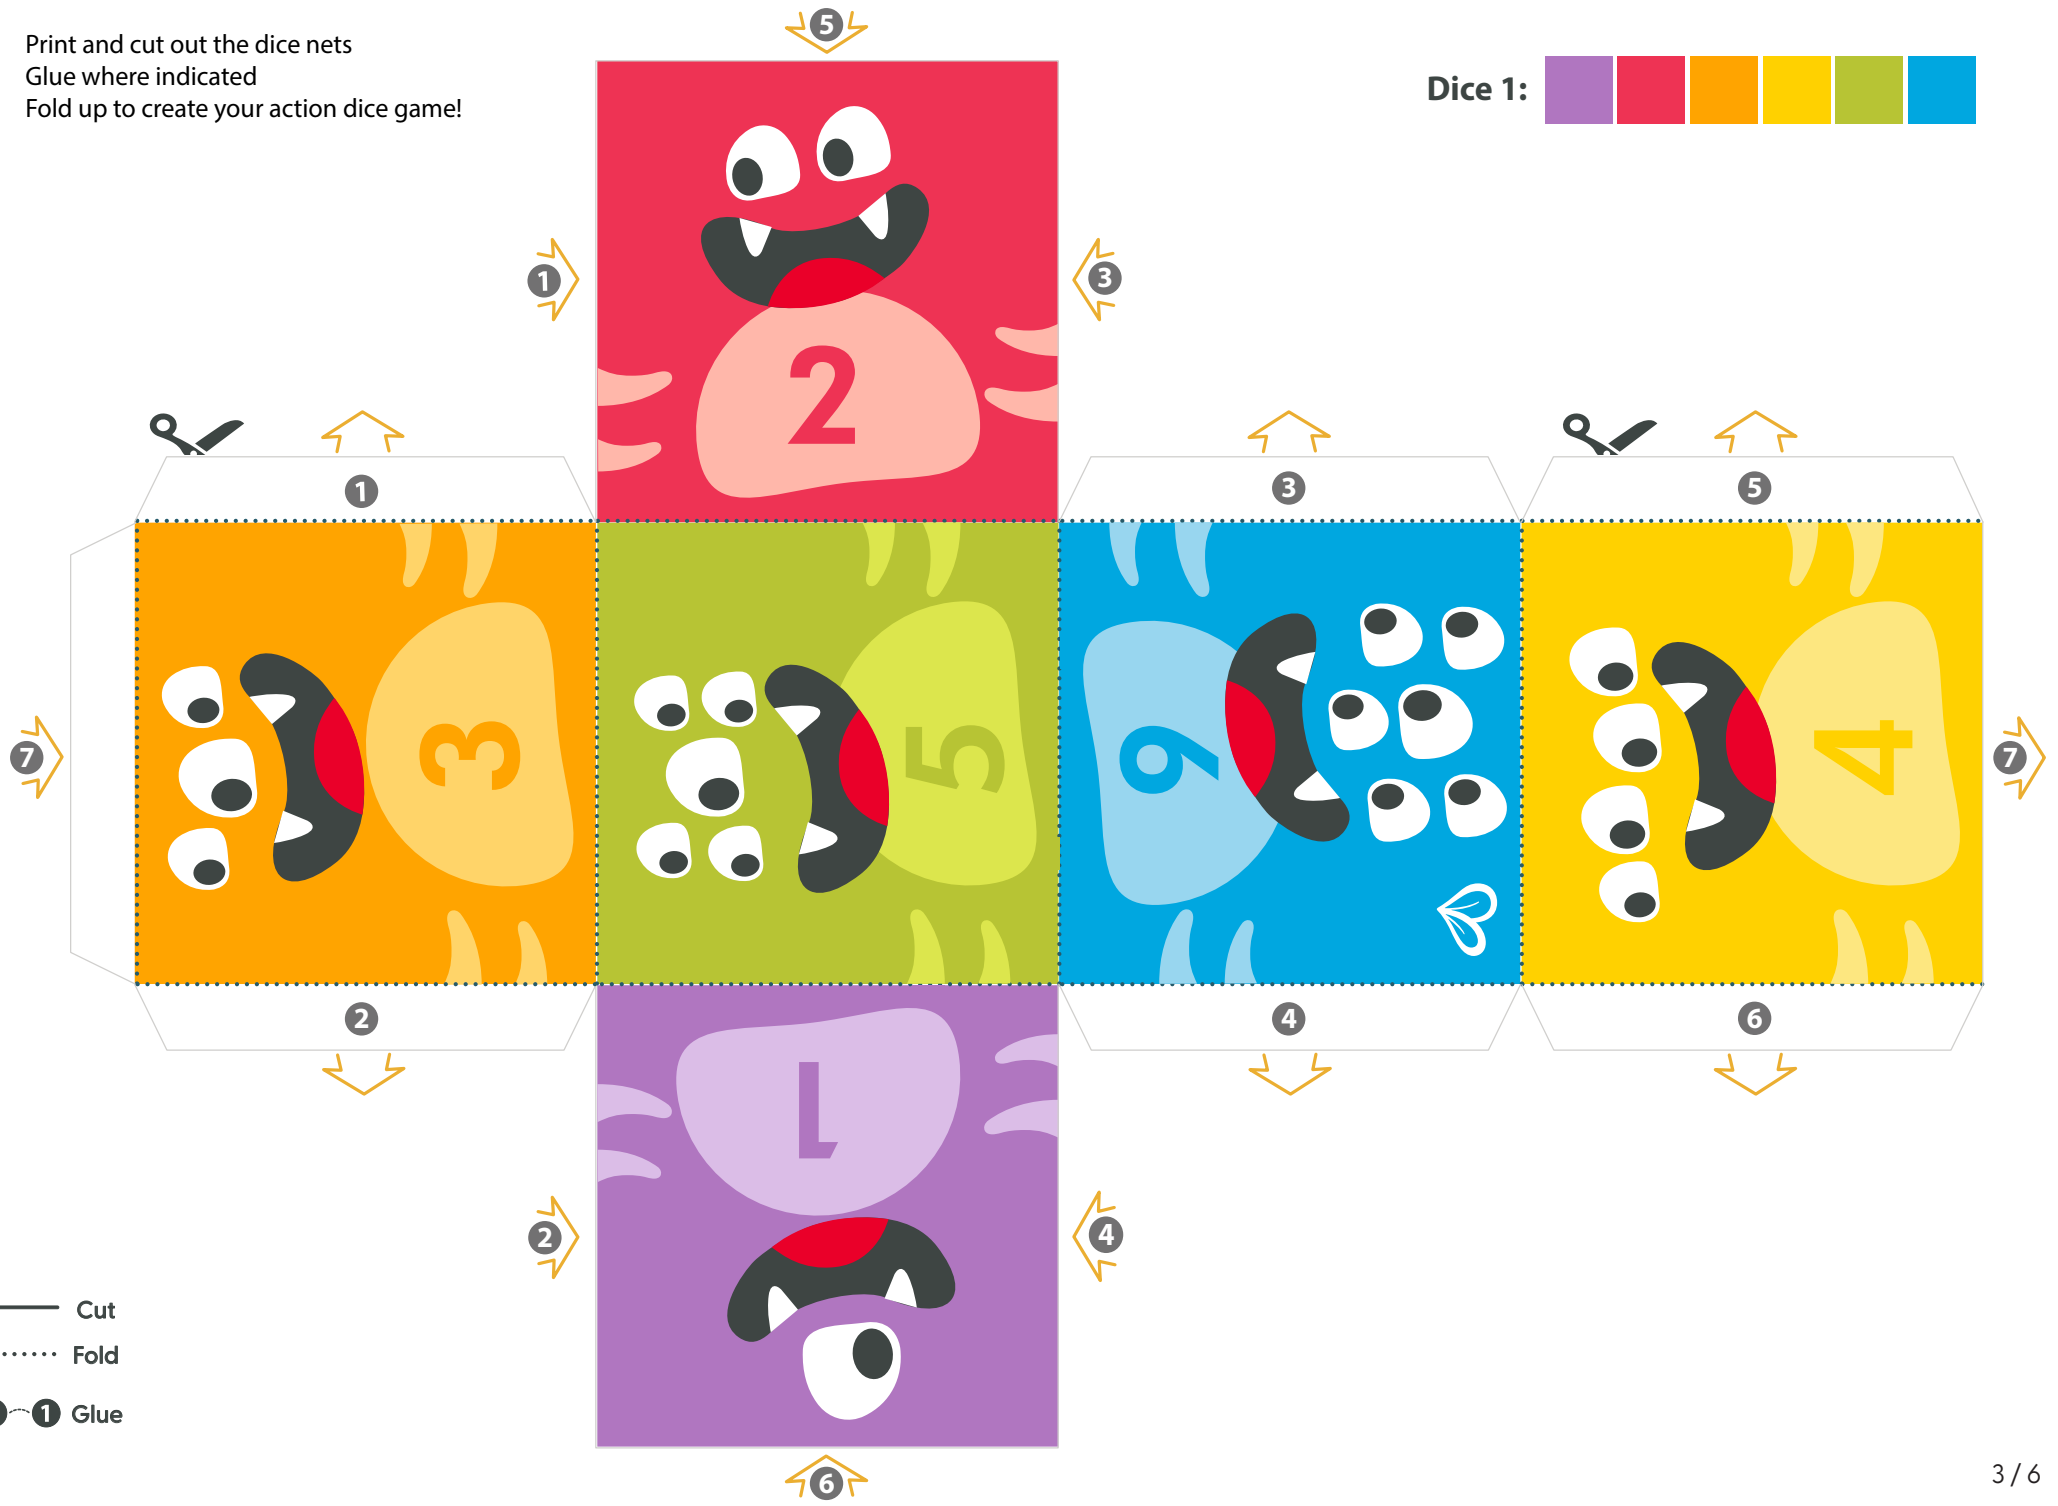 Print and cut out the dice nets
Glue where indicated
Fold up to create your action dice game!
Dice 1:
5
1
3
2
1
3
5
7
3
5
6
4
7
2
4
6
1
2
4
Cut
Fold
1 Glue
6
3 / 6